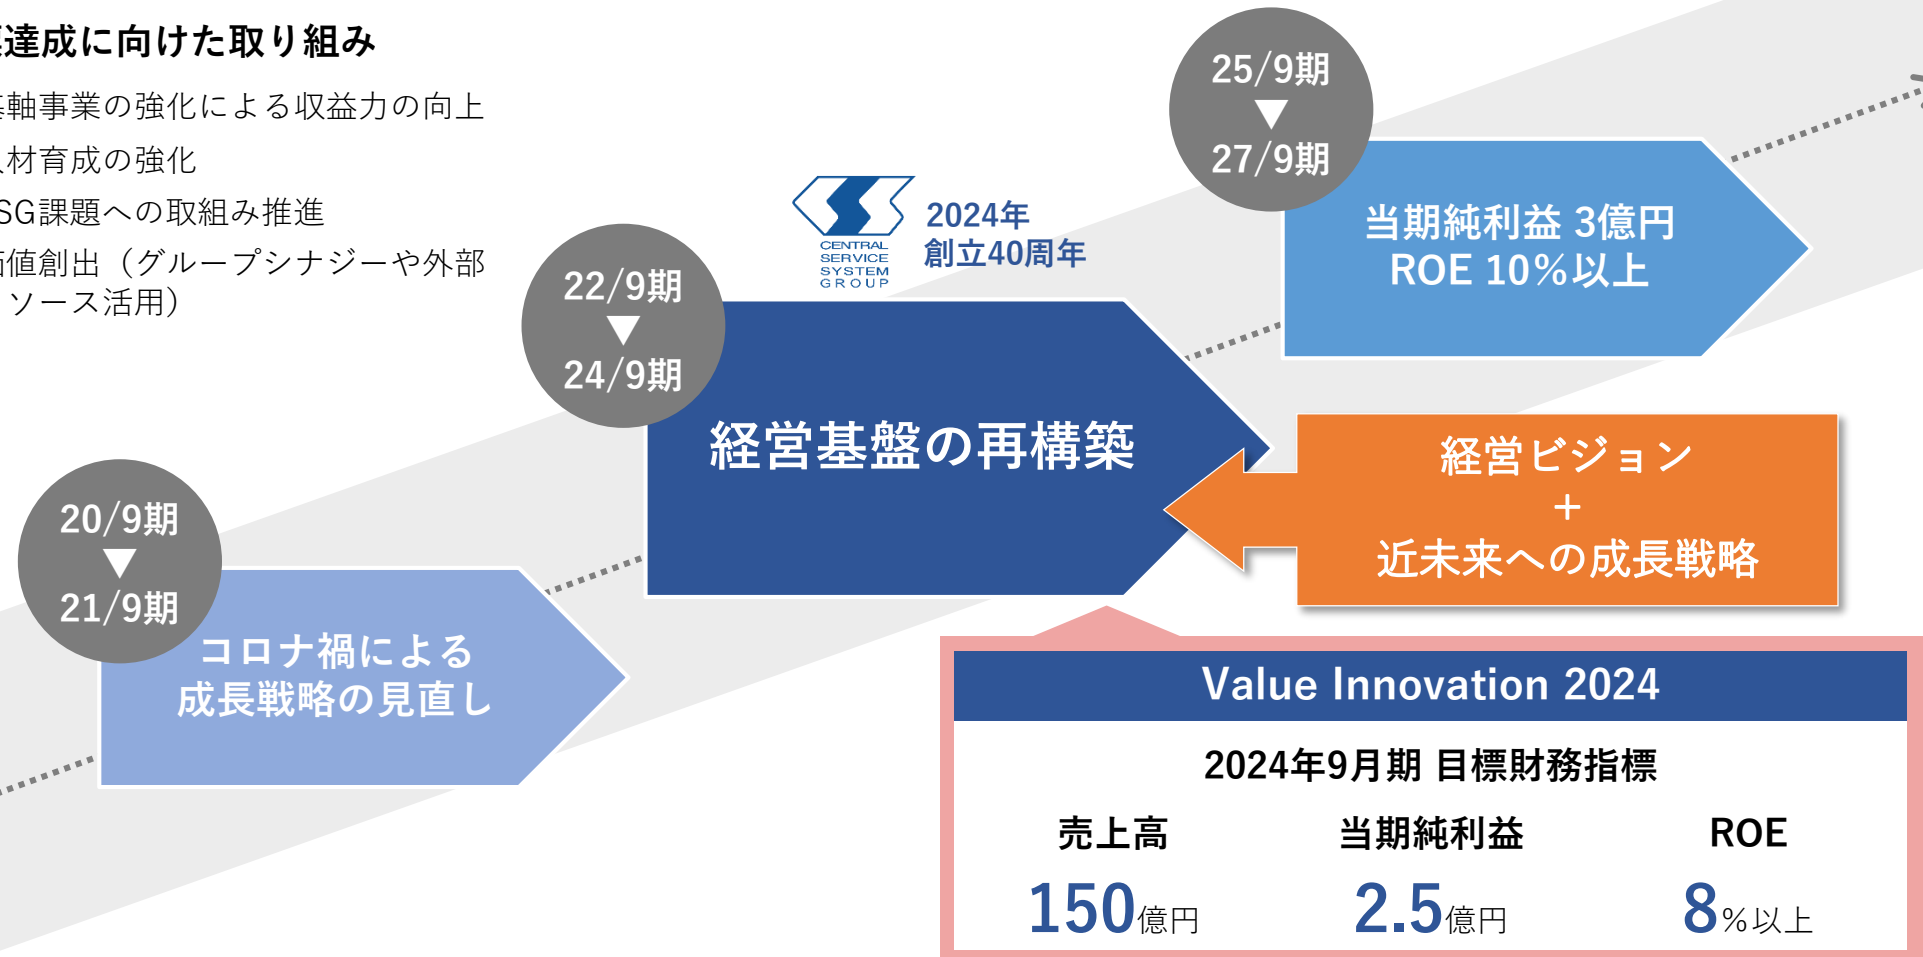 達成に向けた取り組み
軸事業の強化による収益力の向上
材育成の強化
SG課題への取組み推進
値創出（グループシナジーや外部
ソース活用）
25/9期
▼
27/9期
当期純利益 3億円
ROE 10%以上
CENTRAL
SERVICE
SYSTEM
GROUP
2024年
創立40周年
22/9期
▼
24/9期
経営基盤の再構築
経営ビジョン
+
近未来への成長戦略
20/9期
▼
21/9期
コロナ禍による
成長戦略の見直し
Value Innovation 2024
2024年9月期 目標財務指標
売上高 当期純利益 ROE
150億円 2.5億円 8%以上